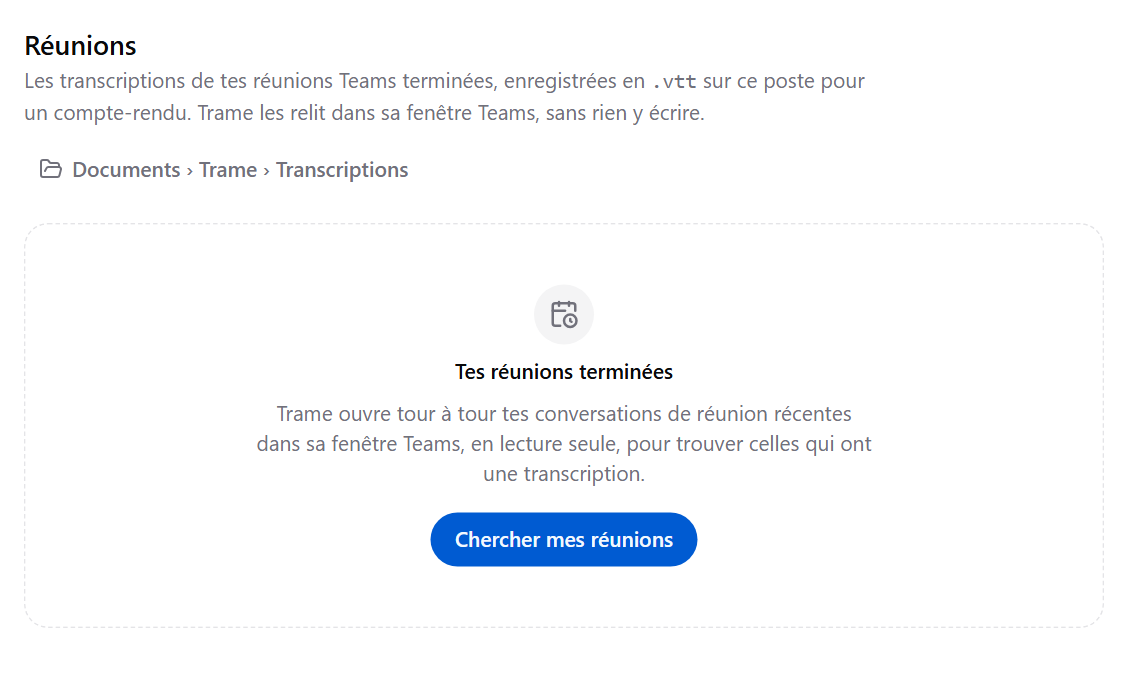 Réunions
Les transcriptions de tes réunions Teams terminées, enregistrées en .vtt sur ce poste pour
un compte-rendu. Trame les relit dans sa fenêtre Teams, sans rien y écrire.
Documents › Trame › Transcriptions
Tes réunions terminées
Trame ouvre tour à tour tes conversations de réunion récentes
dans sa fenêtre Teams, en lecture seule, pour trouver celles qui ont
une transcription.
Chercher mes réunions